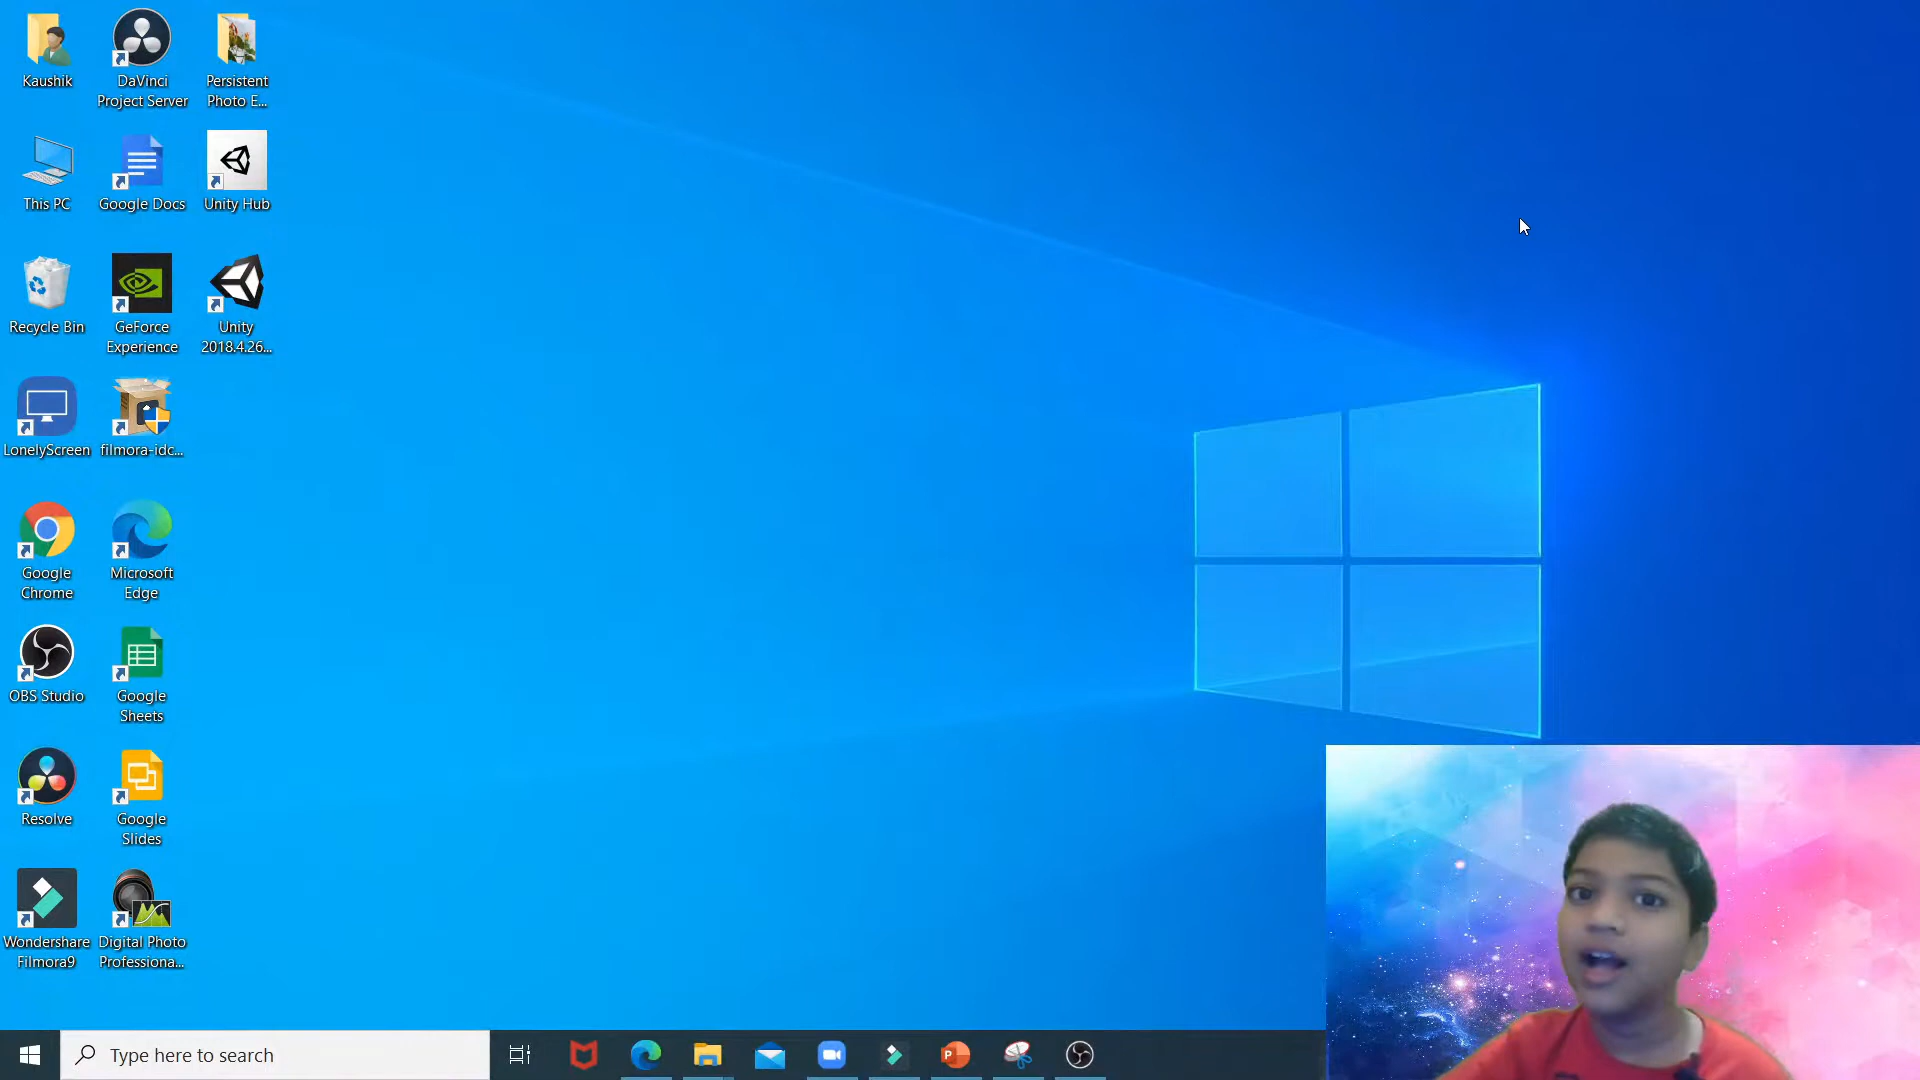 Kaushik
DaVinci
Project Server
Persistent
Photo E...
This PC
Google Docs
Unity Hub
Recycle Bin
GeForce
Experience
Unity
2018.4.26...
LonelyScreen
filmora-idc...
Google
Chrome
Microsoft
Edge
OBS Studio
Google
Sheets
Resolve
Google
Slides
Wondershare
Filmora9
Digital Photo
Professiona...
Type here to search
P